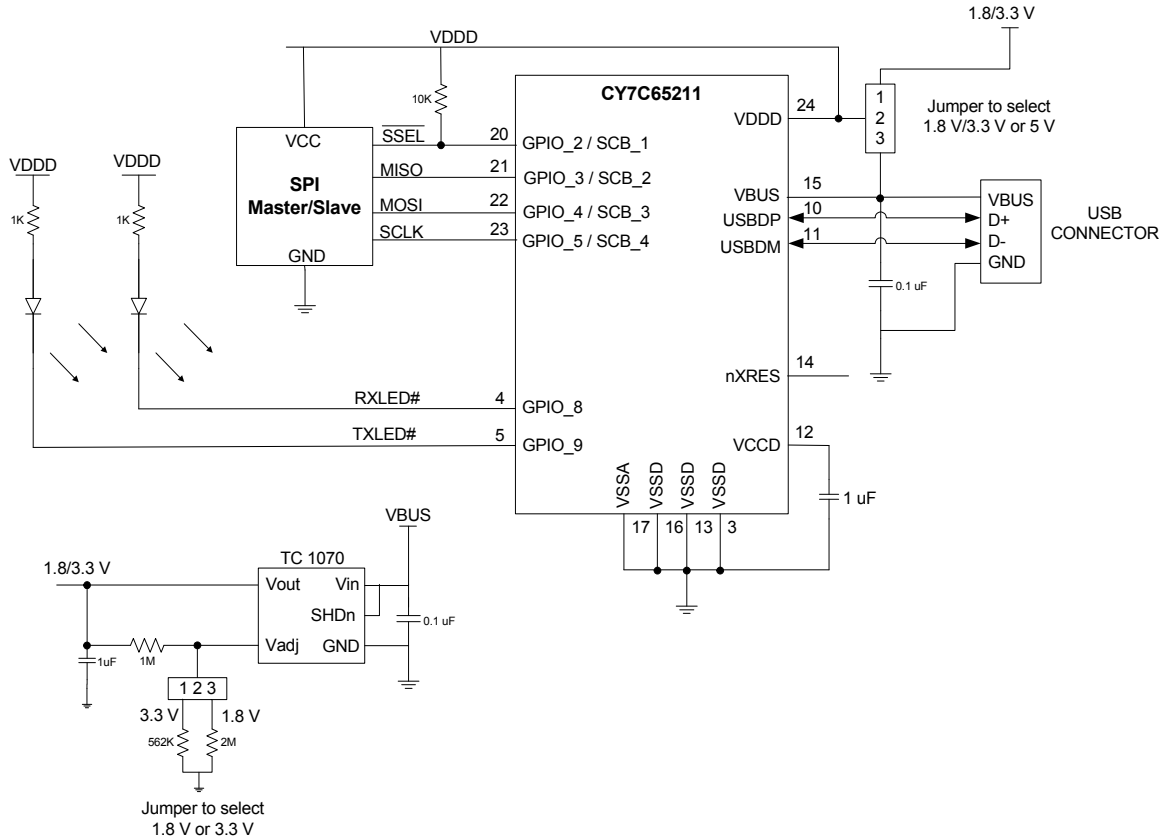 1.8/3.3 V
VDDD
CY7C65211
10K
VDDD 24
1
2
3
Jumper to select
1.8 V/3.3 V or 5 V
VCC
SPI
Master/Slave
GND
SSEL 20 GPIO_2 / SCB_1
MISO 21 GPIO_3 / SCB_2
MOSI 22 GPIO_4 / SCB_3
SCLK 23 GPIO_5 / SCB_4
VDDD VDDD
1K 1K
VBUS 15
USBDP 10
USBDM 11
VBUS
D+
D-
GND
USB
CONNECTOR
0.1 uF
nXRES 14
RXLED# 4 GPIO_8
TXLED# 5 GPIO_9
VCCD 12
1 uF
VSSA VSSD VSSD VSSD
17 16 13 3
VBUS
TC 1070
1.8/3.3 V
Vout Vin
SHDn
Vadj GND
0.1 uF
1uF
1M
1 2 3
3.3 V 1.8 V
562K 2M
Jumper to select
1.8 V or 3.3 V